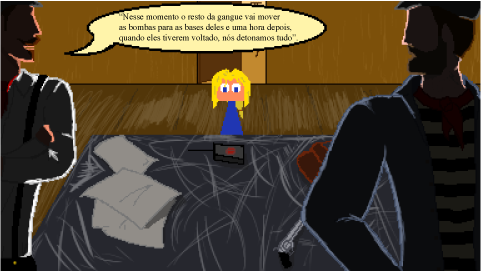 “Nesse momento o resto da gangue vai mover
as bombas para as bases deles e uma hora depois,
quando eles tiverem voltado, nós detonamos tudo”